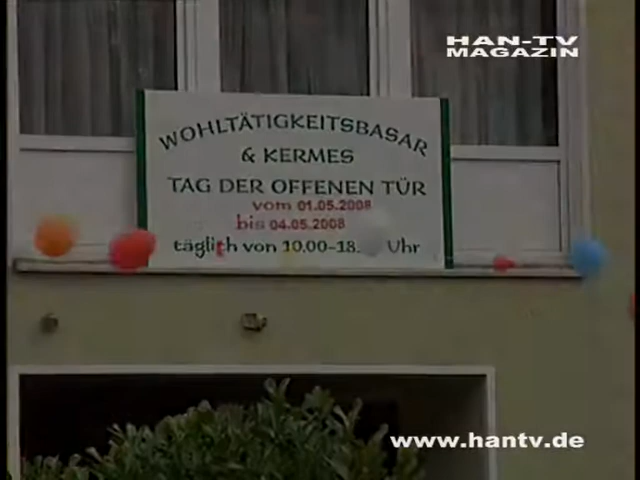 HAN-TV
MAGAZIN
WOHLTÄTIGKEITSBASAR
& KERMES
TAG DER OFFENEN TÜR
vom 01.05.2008
bis 04.05.2008
täglich von 10.00-18. Uhr
www.hantv.de